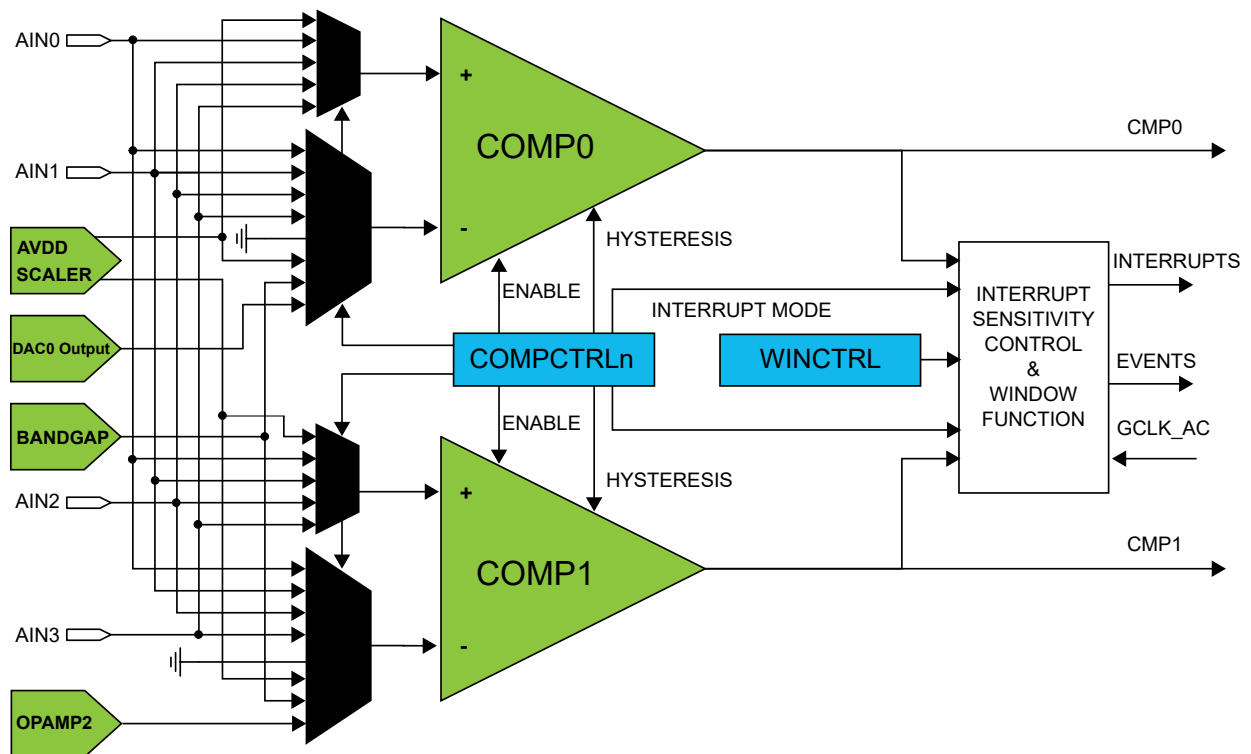 AIN0
+
COMP0
-
CMP0
AIN1
AVDD
SCALER
HYSTERESIS
ENABLE
INTERRUPT MODE
INTERRUPTS
INTERRUPT
SENSITIVITY
CONTROL
&
WINDOW
FUNCTION
DAC0 Output
COMPCTRLn
WINCTRL
EVENTS
BANDGAP
ENABLE
GCLK_AC
HYSTERESIS
AIN2
+
COMP1
-
CMP1
AIN3
OPAMP2